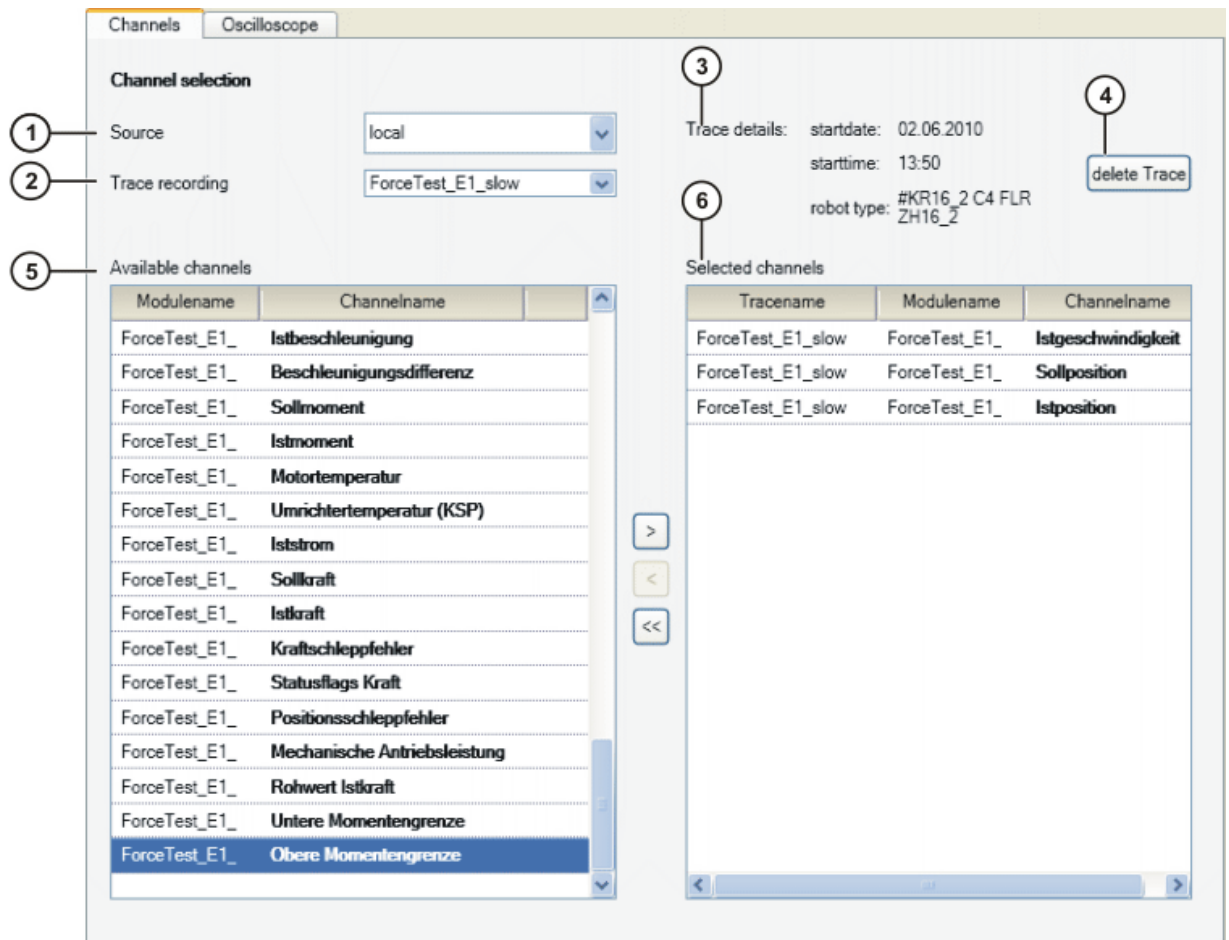 Channels Oscilloscope
Channel selection
3
4
1 Source local
Trace details: startdate: 02.06.2010
starttime: 13:50
robot type: #KR16_2 C4 FLR
ZH16_2
delete Trace
2 Trace recording ForceTest_E1_slow
6
5 Available channels
Modulename Channelname
ForceTest_E1_ Istbeschleunigung
ForceTest_E1_ Beschleunigungsdifferenz
ForceTest_E1_ Sollmoment
ForceTest_E1_ Istmoment
ForceTest_E1_ Motortemperatur
ForceTest_E1_ Umrichtertemperatur (KSP)
ForceTest_E1_ Iststrom
ForceTest_E1_ Sollkraft
ForceTest_E1_ Istkraft
ForceTest_E1_ Kraftschleppfehler
ForceTest_E1_ Statusflags Kraft
ForceTest_E1_ Positionsschleppfehler
ForceTest_E1_ Mechanische Antriebsleistung
ForceTest_E1_ Rohwert Istkraft
ForceTest_E1_ Untere Momentengrenze
ForceTest_E1_ Obere Momentengrenze
>
<
<<
Selected channels
Tracename Modulename Channelname
ForceTest_E1_slow ForceTest_E1_ Istgeschwindigkeit
ForceTest_E1_slow ForceTest_E1_ Sollposition
ForceTest_E1_slow ForceTest_E1_ Istposition